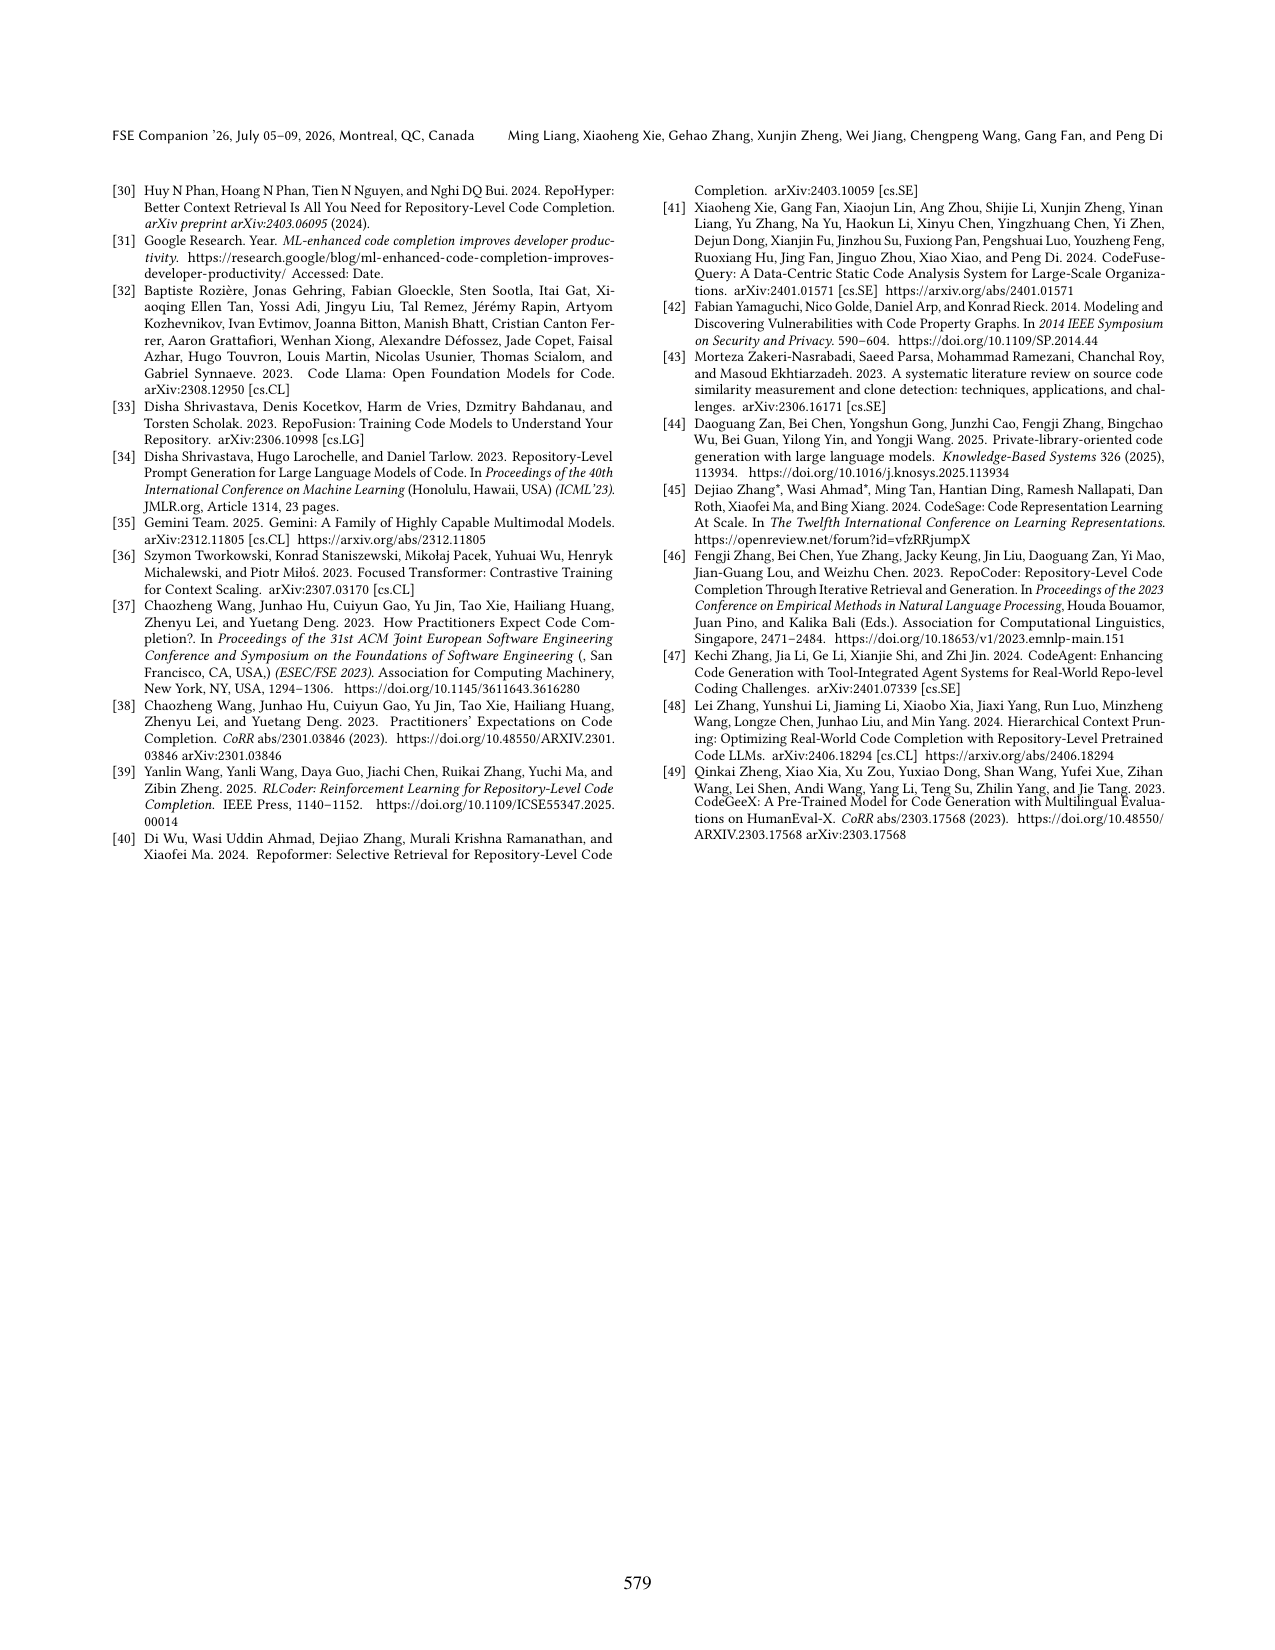 FSE Companion ’26, July 05–09, 2026, Montreal, QC, Canada
Ming Liang, Xiaoheng Xie, Gehao Zhang, Xunjin Zheng, Wei Jiang, Chengpeng Wang, Gang Fan, and Peng Di
[30] Huy N Phan, Hoang N Phan, Tien N Nguyen, and Nghi DQ Bui. 2024. RepoHyper:
Better Context Retrieval Is All You Need for Repository-Level Code Completion.
arXiv preprint arXiv:2403.06095 (2024).
[31] Google Research. Year. ML-enhanced code completion improves developer produc-
tivity. https://research.google/blog/ml-enhanced-code-completion-improves-
developer-productivity/ Accessed: Date.
[32] Baptiste Rozière, Jonas Gehring, Fabian Gloeckle, Sten Sootla, Itai Gat, Xi-
aoqing Ellen Tan, Yossi Adi, Jingyu Liu, Tal Remez, Jérémy Rapin, Artyom
Kozhevnikov, Ivan Evtimov, Joanna Bitton, Manish Bhatt, Cristian Canton Fer-
rer, Aaron Grattafiori, Wenhan Xiong, Alexandre Défossez, Jade Copet, Faisal
Azhar, Hugo Touvron, Louis Martin, Nicolas Usunier, Thomas Scialom, and
Gabriel Synnaeve. 2023. Code Llama: Open Foundation Models for Code.
arXiv:2308.12950 [cs.CL]
[33] Disha Shrivastava, Denis Kocetkov, Harm de Vries, Dzmitry Bahdanau, and
Torsten Scholak. 2023. RepoFusion: Training Code Models to Understand Your
Repository. arXiv:2306.10998 [cs.LG]
[34] Disha Shrivastava, Hugo Larochelle, and Daniel Tarlow. 2023. Repository-Level
Prompt Generation for Large Language Models of Code. In Proceedings of the 40th
International Conference on Machine Learning (Honolulu, Hawaii, USA) (ICML’23).
JMLR.org, Article 1314, 23 pages.
[35] Gemini Team. 2025. Gemini: A Family of Highly Capable Multimodal Models.
arXiv:2312.11805 [cs.CL] https://arxiv.org/abs/2312.11805
[36] Szymon Tworkowski, Konrad Staniszewski, Mikołaj Pacek, Yuhuai Wu, Henryk
Michalewski, and Piotr Miłoś. 2023. Focused Transformer: Contrastive Training
for Context Scaling. arXiv:2307.03170 [cs.CL]
[37] Chaozheng Wang, Junhao Hu, Cuiyun Gao, Yu Jin, Tao Xie, Hailiang Huang,
Zhenyu Lei, and Yuetang Deng. 2023. How Practitioners Expect Code Com-
pletion?. In Proceedings of the 31st ACM Joint European Software Engineering
Conference and Symposium on the Foundations of Software Engineering (, San
Francisco, CA, USA,) (ESEC/FSE 2023). Association for Computing Machinery,
New York, NY, USA, 1294–1306. https://doi.org/10.1145/3611643.3616280
[38] Chaozheng Wang, Junhao Hu, Cuiyun Gao, Yu Jin, Tao Xie, Hailiang Huang,
Zhenyu Lei, and Yuetang Deng. 2023. Practitioners’ Expectations on Code
Completion. CoRR abs/2301.03846 (2023). https://doi.org/10.48550/ARXIV.2301.
03846 arXiv:2301.03846
[39] Yanlin Wang, Yanli Wang, Daya Guo, Jiachi Chen, Ruikai Zhang, Yuchi Ma, and
Zibin Zheng. 2025. RLCoder: Reinforcement Learning for Repository-Level Code
Completion. IEEE Press, 1140–1152. https://doi.org/10.1109/ICSE55347.2025.
00014
[40] Di Wu, Wasi Uddin Ahmad, Dejiao Zhang, Murali Krishna Ramanathan, and
Xiaofei Ma. 2024. Repoformer: Selective Retrieval for Repository-Level Code
Completion. arXiv:2403.10059 [cs.SE]
[41] Xiaoheng Xie, Gang Fan, Xiaojun Lin, Ang Zhou, Shijie Li, Xunjin Zheng, Yinan
Liang, Yu Zhang, Na Yu, Haokun Li, Xinyu Chen, Yingzhuang Chen, Yi Zhen,
Dejun Dong, Xianjin Fu, Jinzhou Su, Fuxiong Pan, Pengshuai Luo, Youzheng Feng,
Ruoxiang Hu, Jing Fan, Jinguo Zhou, Xiao Xiao, and Peng Di. 2024. CodeFuse-
Query: A Data-Centric Static Code Analysis System for Large-Scale Organiza-
tions. arXiv:2401.01571 [cs.SE] https://arxiv.org/abs/2401.01571
[42] Fabian Yamaguchi, Nico Golde, Daniel Arp, and Konrad Rieck. 2014. Modeling and
Discovering Vulnerabilities with Code Property Graphs. In 2014 IEEE Symposium
on Security and Privacy. 590–604. https://doi.org/10.1109/SP.2014.44
[43] Morteza Zakeri-Nasrabadi, Saeed Parsa, Mohammad Ramezani, Chanchal Roy,
and Masoud Ekhtiarzadeh. 2023. A systematic literature review on source code
similarity measurement and clone detection: techniques, applications, and chal-
lenges. arXiv:2306.16171 [cs.SE]
[44] Daoguang Zan, Bei Chen, Yongshun Gong, Junzhi Cao, Fengji Zhang, Bingchao
Wu, Bei Guan, Yilong Yin, and Yongji Wang. 2025. Private-library-oriented code
generation with large language models. Knowledge-Based Systems 326 (2025),
113934. https://doi.org/10.1016/j.knosys.2025.113934
[45] Dejiao Zhang*, Wasi Ahmad*, Ming Tan, Hantian Ding, Ramesh Nallapati, Dan
Roth, Xiaofei Ma, and Bing Xiang. 2024. CodeSage: Code Representation Learning
At Scale. In The Twelfth International Conference on Learning Representations.
https://openreview.net/forum?id=vfzRRjumpX
[46] Fengji Zhang, Bei Chen, Yue Zhang, Jacky Keung, Jin Liu, Daoguang Zan, Yi Mao,
Jian-Guang Lou, and Weizhu Chen. 2023. RepoCoder: Repository-Level Code
Completion Through Iterative Retrieval and Generation. In Proceedings of the 2023
Conference on Empirical Methods in Natural Language Processing, Houda Bouamor,
Juan Pino, and Kalika Bali (Eds.). Association for Computational Linguistics,
Singapore, 2471–2484. https://doi.org/10.18653/v1/2023.emnlp-main.151
[47] Kechi Zhang, Jia Li, Ge Li, Xianjie Shi, and Zhi Jin. 2024. CodeAgent: Enhancing
Code Generation with Tool-Integrated Agent Systems for Real-World Repo-level
Coding Challenges. arXiv:2401.07339 [cs.SE]
[48] Lei Zhang, Yunshui Li, Jiaming Li, Xiaobo Xia, Jiaxi Yang, Run Luo, Minzheng
Wang, Longze Chen, Junhao Liu, and Min Yang. 2024. Hierarchical Context Prun-
ing: Optimizing Real-World Code Completion with Repository-Level Pretrained
Code LLMs. arXiv:2406.18294 [cs.CL] https://arxiv.org/abs/2406.18294
[49] Qinkai Zheng, Xiao Xia, Xu Zou, Yuxiao Dong, Shan Wang, Yufei Xue, Zihan
Wang, Lei Shen, Andi Wang, Yang Li, Teng Su, Zhilin Yang, and Jie Tang. 2023.
CodeGeeX: A Pre-Trained Model for Code Generation with Multilingual Evalua-
tions on HumanEval-X. CoRR abs/2303.17568 (2023). https://doi.org/10.48550/
ARXIV.2303.17568 arXiv:2303.17568
579